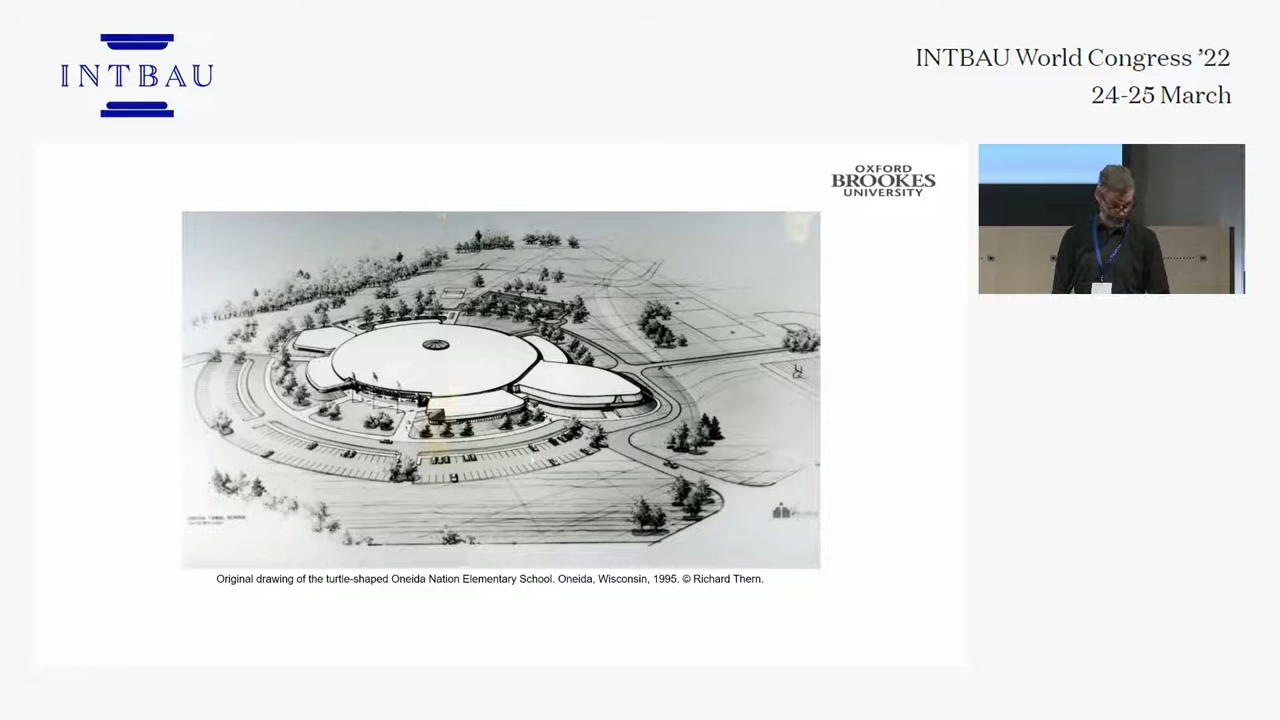 INTBAU
INTBAU World Congress ’22
24-25 March
OXFORD
BROOKES
UNIVERSITY
Original drawing of the turtle-shaped Oneida Nation Elementary School. Oneida, Wisconsin, 1995. © Richard Thern.